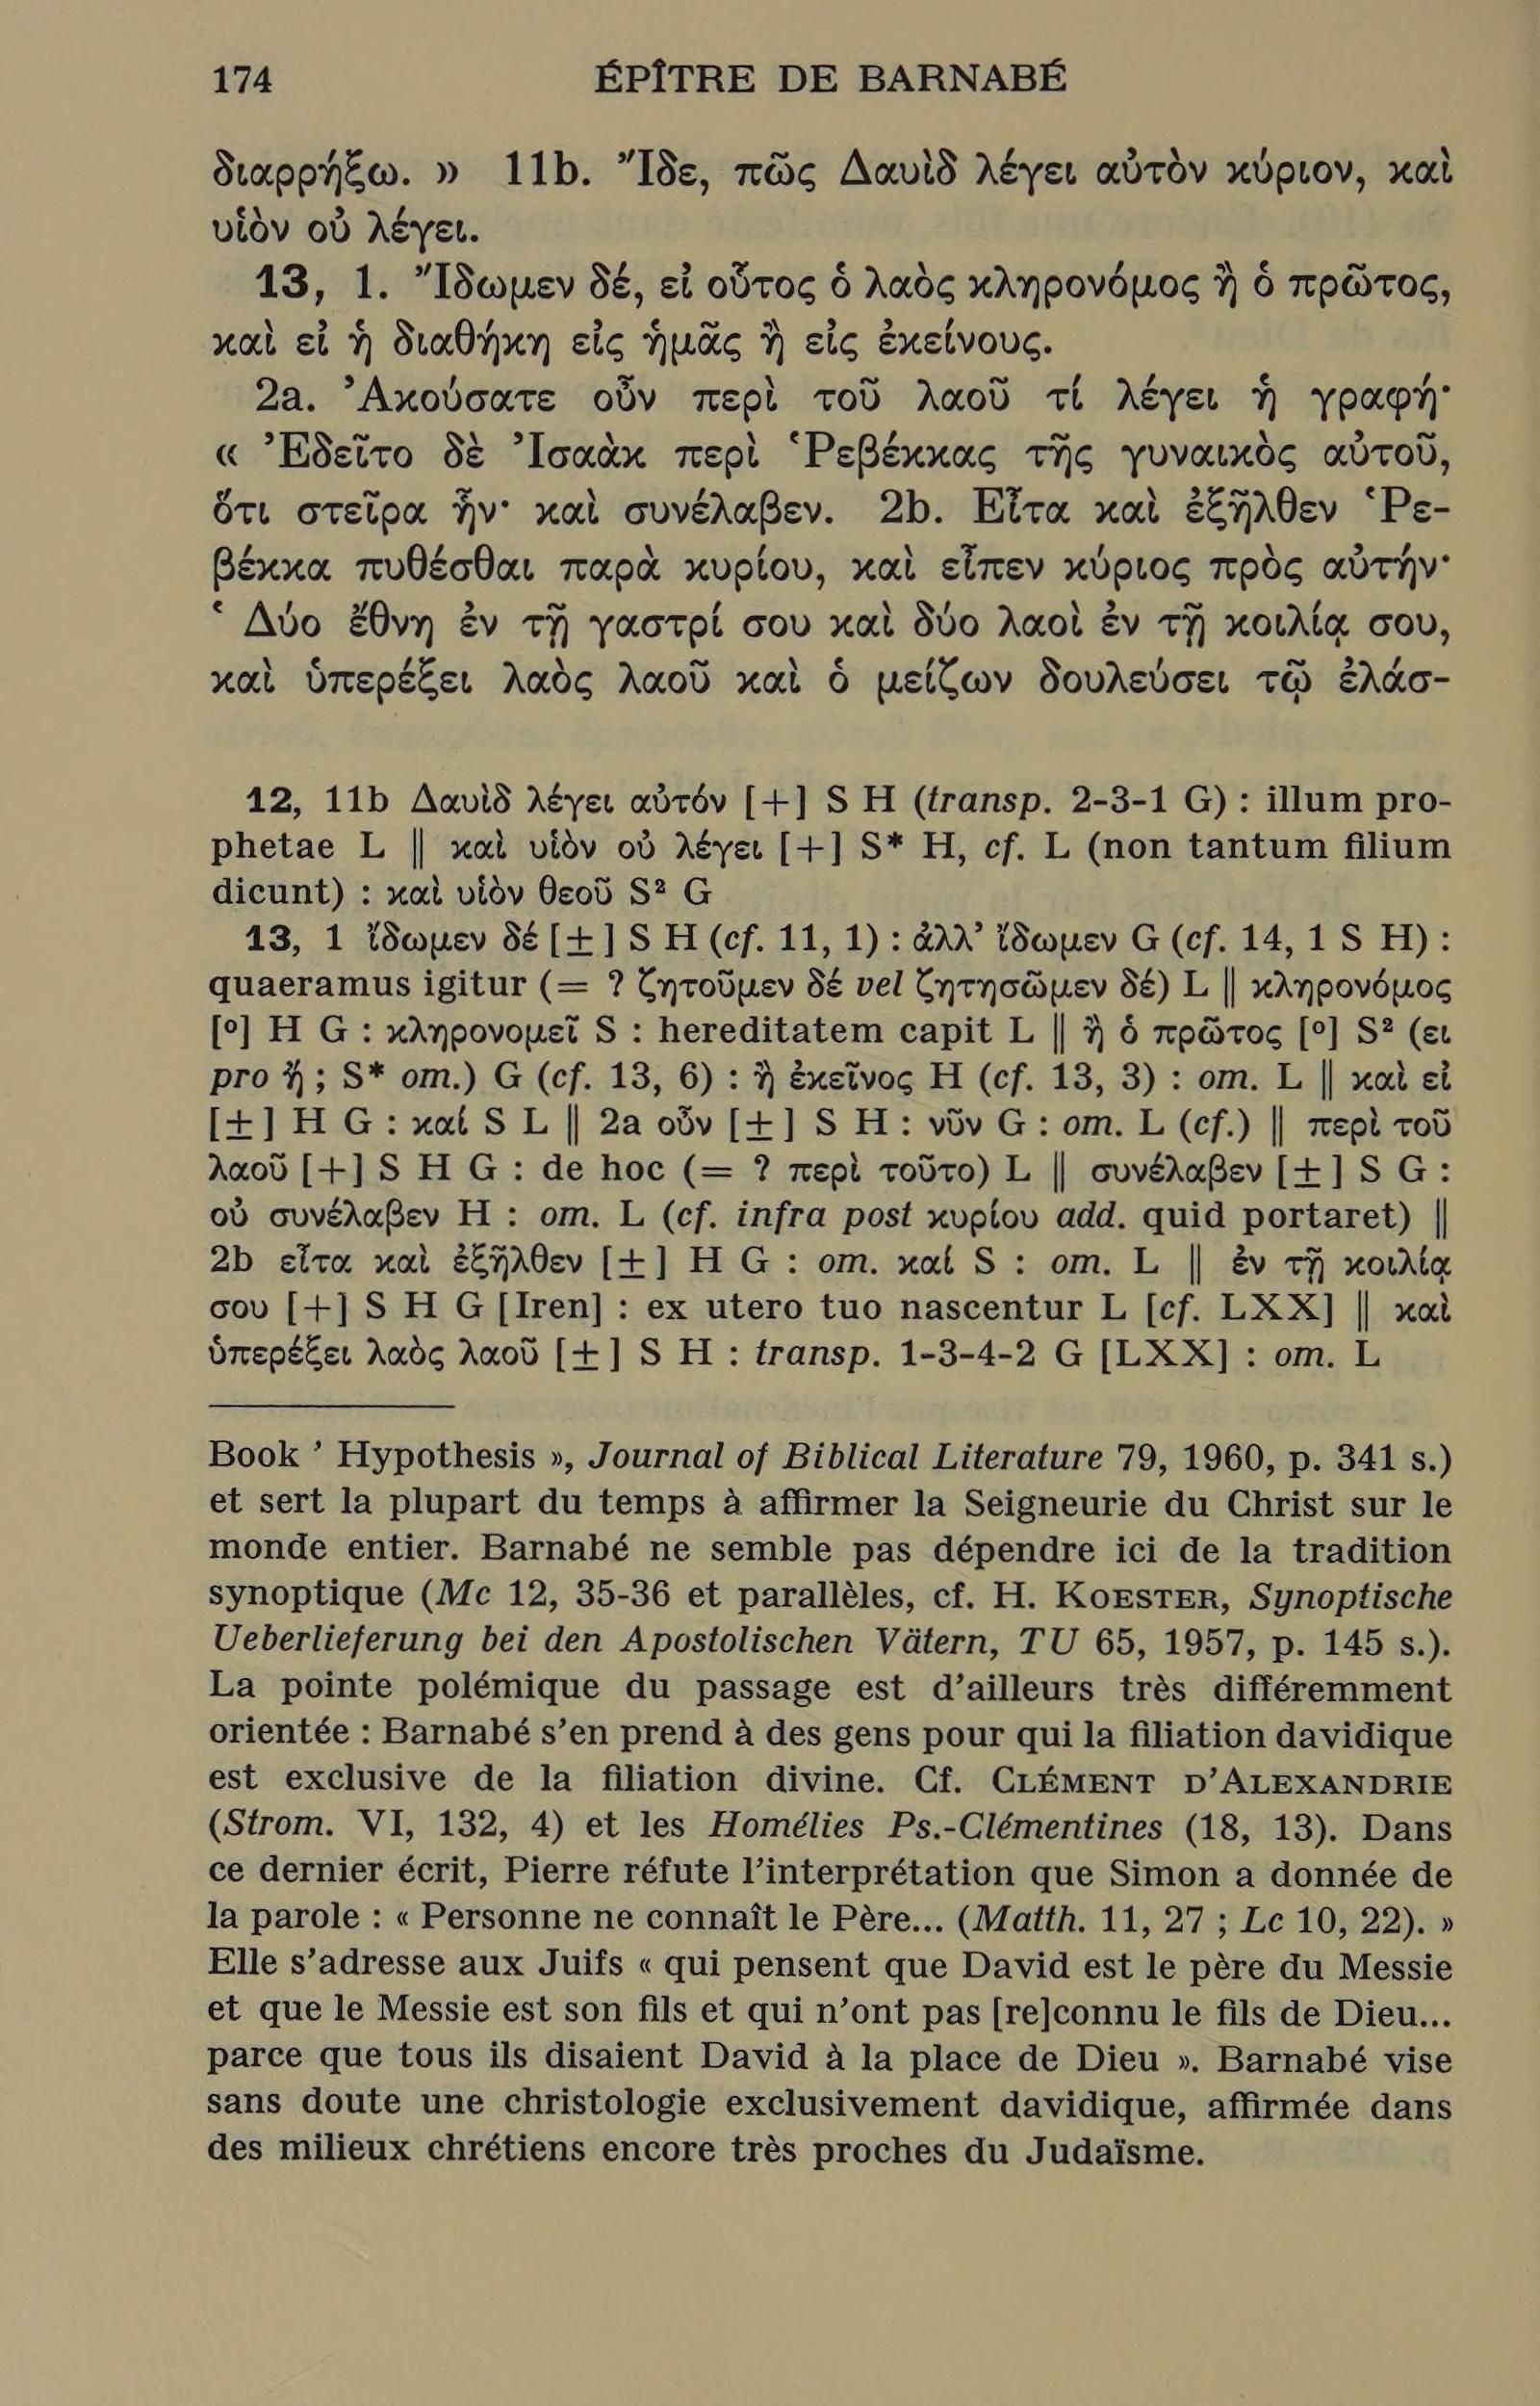 174 ÉPÎTRE DE BARNABÉ
διαρρήξω. » 11b. Ἴδε, πῶς Δαυὶδ λέγει αὐτὸν κύριον, καὶ
υἱὸν οὐ λέγει.
13, 1. Ἴδωμεν δέ, εἰ οὗτος ὁ λαὸς κληρονόμος ἢ ὁ πρῶτος,
καὶ εἰ ἡ διαθήκη εἰς ἡμᾶς ἢ εἰς ἐκείνους.
2a. Ἀκούσατε οὖν περὶ τοῦ λαοῦ τί λέγει ἡ γραφή·
« Ἐδεῖτο δὲ Ἰσαὰκ περὶ Ῥεβέκκας τῆς γυναικὸς αὐτοῦ,
ὅτι στεῖρα ἦν· καὶ συνέλαβεν. 2b. Εἶτα καὶ ἐξῆλθεν Ῥε-
βέκκα πυθέσθαι παρὰ κυρίου, καὶ εἶπεν κύριος πρὸς αὐτήν·
‘ Δύο ἔθνη ἐν τῇ γαστρί σου καὶ δύο λαοὶ ἐν τῇ κοιλίᾳ σου,
καὶ ὑπερέξει λαὸς λαοῦ καὶ ὁ μείζων δουλεύσει τῷ ἐλάσ-
12, 11b Δαυὶδ λέγει αὐτόν [+] S H (transp. 2-3-1 G) : illum pro-
phetae L ‖ καὶ υἱὸν οὐ λέγει [+] S* H, cf. L (non tantum filium
dicunt) : καὶ υἱὸν θεοῦ S² G
13, 1 ἴδωμεν δέ [±] S H (cf. 11, 1) : ἀλλ’ ἴδωμεν G (cf. 14, 1 S H) :
quaeramus igitur (= ? ζητοῦμεν δέ vel ζητησῶμεν δέ) L ‖ κληρονόμος
[°] H G : κληρονομεῖ S : hereditatem capit L ‖ ἢ ὁ πρῶτος [°] S² (ει
pro ἤ ; S* om.) G (cf. 13, 6) : ἢ ἐκεῖνος H (cf. 13, 3) : om. L ‖ καὶ εἰ
[±] H G : καί S L ‖ 2a οὖν [±] S H : νῦν G : om. L (cf.) ‖ περὶ τοῦ
λαοῦ [+] S H G : de hoc (= ? περὶ τοῦτο) L ‖ συνέλαβεν [±] S G :
οὐ συνέλαβεν H : om. L (cf. infra post κυρίου add. quid portaret) ‖
2b εἶτα καὶ ἐξῆλθεν [±] H G : om. καί S : om. L ‖ ἐν τῇ κοιλίᾳ
σου [+] S H G [Iren] : ex utero tuo nascentur L [cf. LXX] ‖ καὶ
ὑπερέξει λαὸς λαοῦ [±] S H : transp. 1-3-4-2 G [LXX] : om. L
Book ’ Hypothesis », Journal of Biblical Literature 79, 1960, p. 341 s.)
et sert la plupart du temps à affirmer la Seigneurie du Christ sur le
monde entier. Barnabé ne semble pas dépendre ici de la tradition
synoptique (Mc 12, 35-36 et parallèles, cf. H. KOESTER, Synoptische
Ueberlieferung bei den Apostolischen Vätern, TU 65, 1957, p. 145 s.).
La pointe polémique du passage est d’ailleurs très différemment
orientée : Barnabé s’en prend à des gens pour qui la filiation davidique
est exclusive de la filiation divine. Cf. CLÉMENT D’ALEXANDRIE
(Strom. VI, 132, 4) et les Homélies Ps.-Clémentines (18, 13). Dans
ce dernier écrit, Pierre réfute l’interprétation que Simon a donnée de
la parole : « Personne ne connaît le Père... (Matth. 11, 27 ; Lc 10, 22). »
Elle s’adresse aux Juifs « qui pensent que David est le père du Messie
et que le Messie est son fils et qui n’ont pas [re]connu le fils de Dieu...
parce que tous ils disaient David à la place de Dieu ». Barnabé vise
sans doute une christologie exclusivement davidique, affirmée dans
des milieux chrétiens encore très proches du Judaïsme.